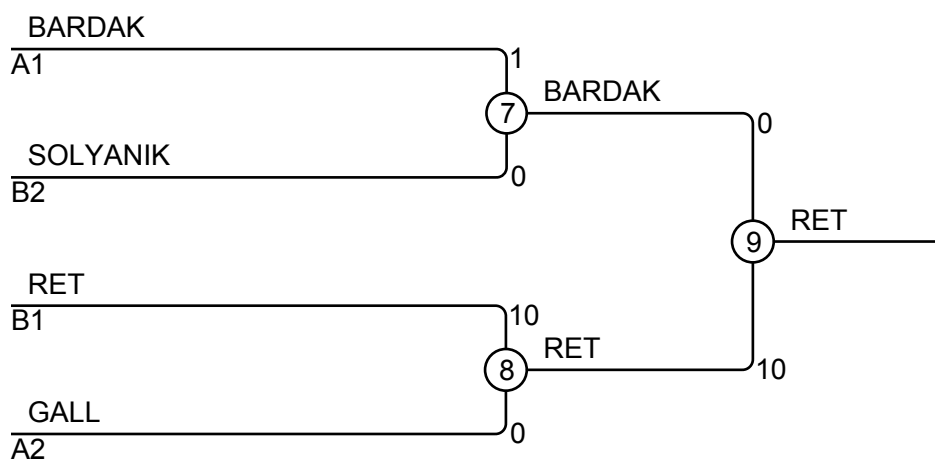 BARDAK
A1
1
7
BARDAK
0
SOLYANIK
B2
0
9
RET
RET
B1
10
8
RET
10
GALL
A2
0